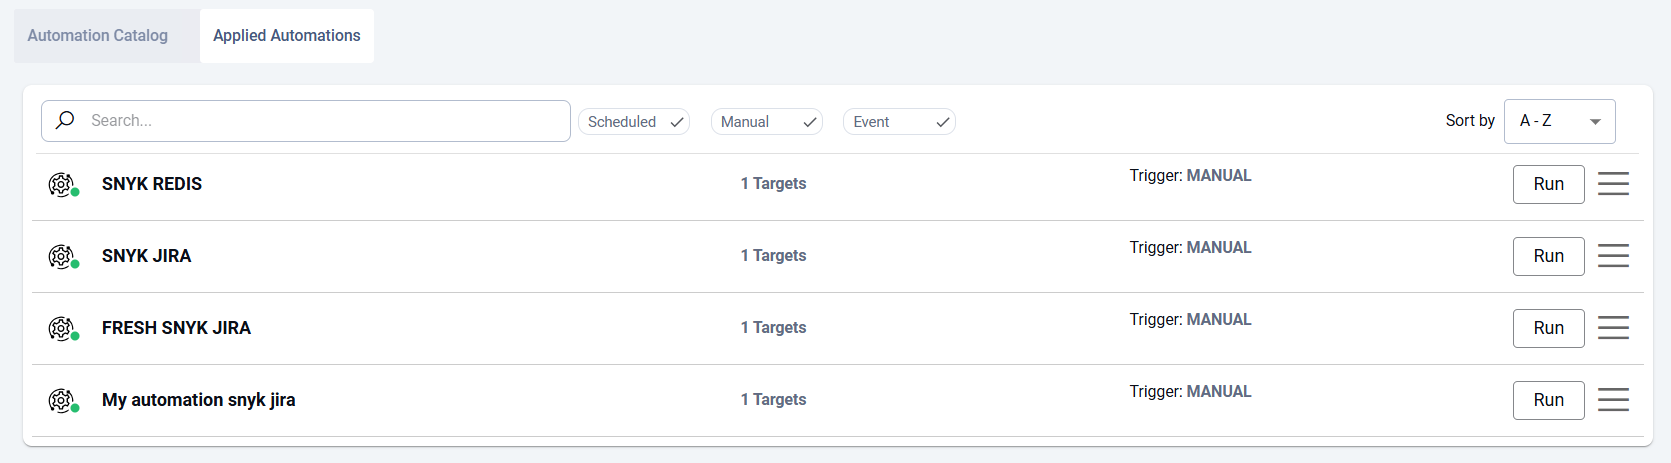 Automation Catalog Applied Automations
Search... Scheduled Manual Event Sort by A - Z
SNYK REDIS 1 Targets Trigger: MANUAL Run
SNYK JIRA 1 Targets Trigger: MANUAL Run
FRESH SNYK JIRA 1 Targets Trigger: MANUAL Run
My automation snyk jira 1 Targets Trigger: MANUAL Run